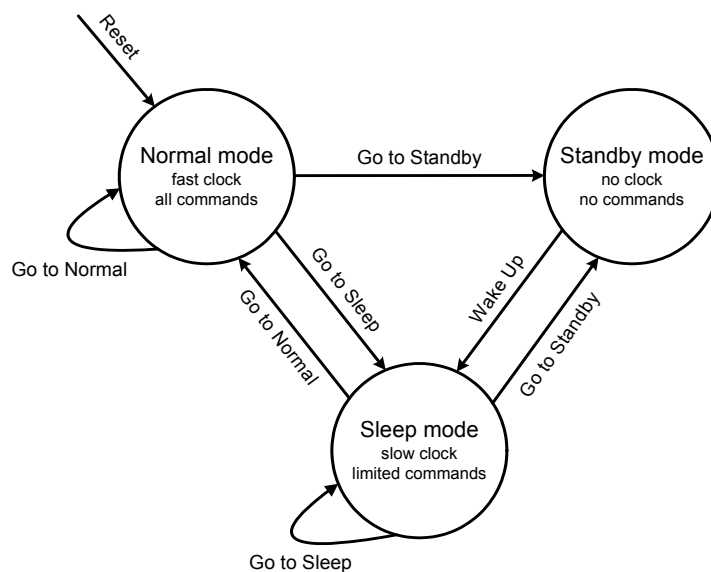 Reset
Normal mode
fast clock
all commands
Go to Standby
Standby mode
no clock
no commands
Go to Normal
Go to Sleep
Go to Normal
Wake Up
Go to Standby
Sleep mode
slow clock
limited commands
Go to Sleep